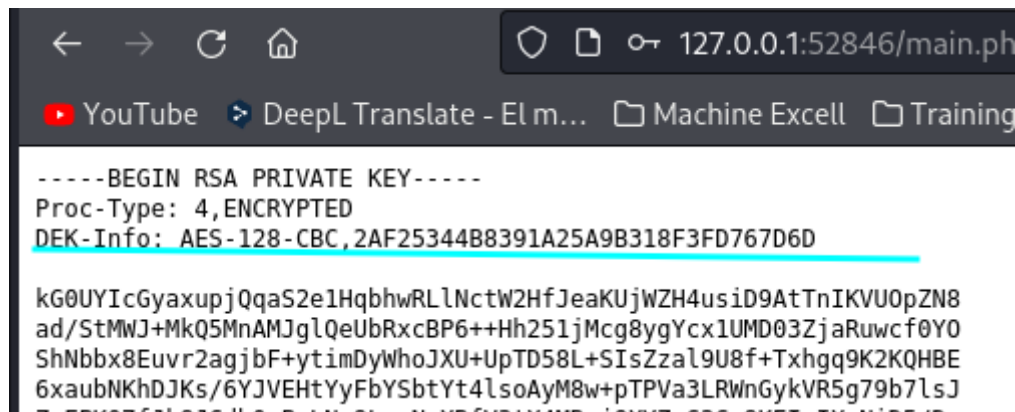 127.0.0.1:52846/main.ph
YouTube DeepL Translate - El m... Machine Excell Training
-----BEGIN RSA PRIVATE KEY-----
Proc-Type: 4,ENCRYPTED
DEK-Info: AES-128-CBC,2AF25344B8391A25A9B318F3FD767D6D
kG0UYIcGyaxupjQqaS2e1HqbhwRLlNctW2HfJeaKUjWZH4usiD9AtTnIKVUOpZN8
ad/StMWJ+MkQ5MnAMJglQeUbRxcBP6++Hh251jMcg8ygYcx1UMD03ZjaRuwcf0YO
ShNbbx8Euvr2agjbF+ytimDyWhoJXU+UpTD58L+SIsZzal9U8f+Txhgq9K2KQHBE
6xaubNKhDJKs/6YJVEHtYyFbYSbtYt4lsoAyM8w+pTPVa3LRWnGykVR5g79b7lsJ